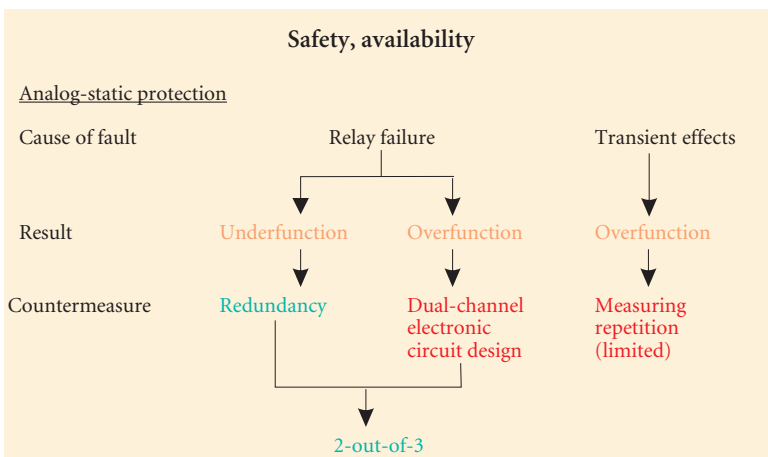 Safety, availability
Analog-static protection
Cause of fault
Relay failure
Transient effects
Result
Underfunction
Overfunction
Overfunction
Countermeasure
Redundancy
Dual-channel
electronic
circuit design
Measuring
repetition
(limited)
2-out-of-3